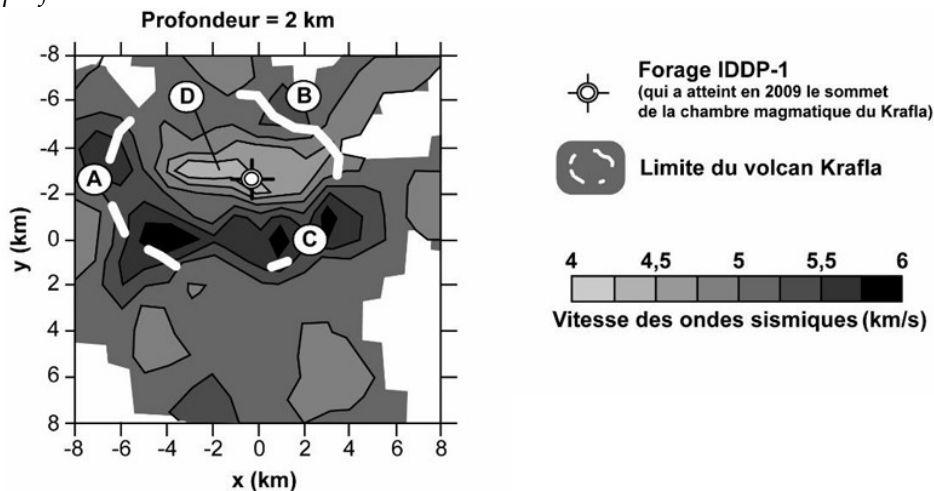 Profondeur = 2 km
-8
-6
-4
-2
0
2
4
6
8
y (km)
-8 -6 -4 -2 0 2 4 6 8
x (km)
D
B
A
C
Forage IDDP-1
(qui a atteint en 2009 le sommet
de la chambre magmatique du Krafla)
Limite du volcan Krafla
4 4,5 5 5,5 6
Vitesse des ondes sismiques (km/s)